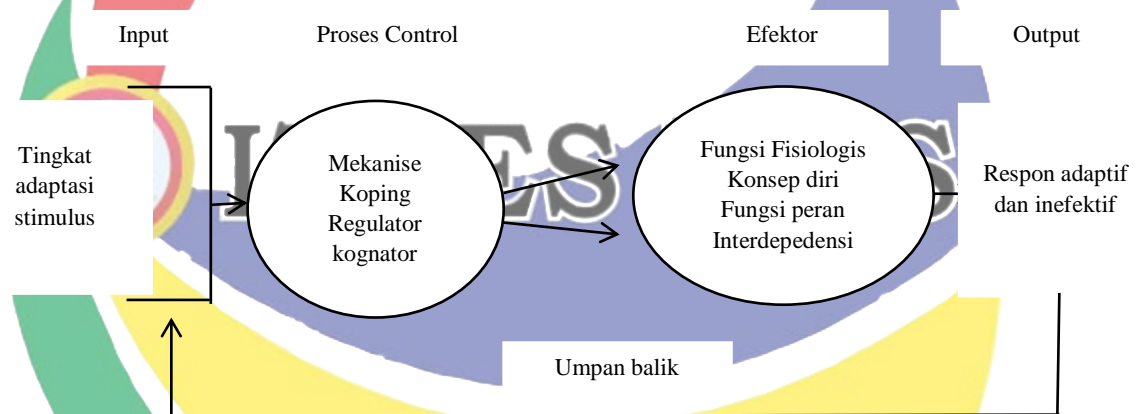 Input
Proses Control
Efektor
Output
Tingkat
adaptasi
stimulus
Mekanise
Koping
Regulator
kognator
Fungsi Fisiologis
Konsep diri
Fungsi peran
Interdepedensi
Respon adaptif
dan inefektif
Umpan balik